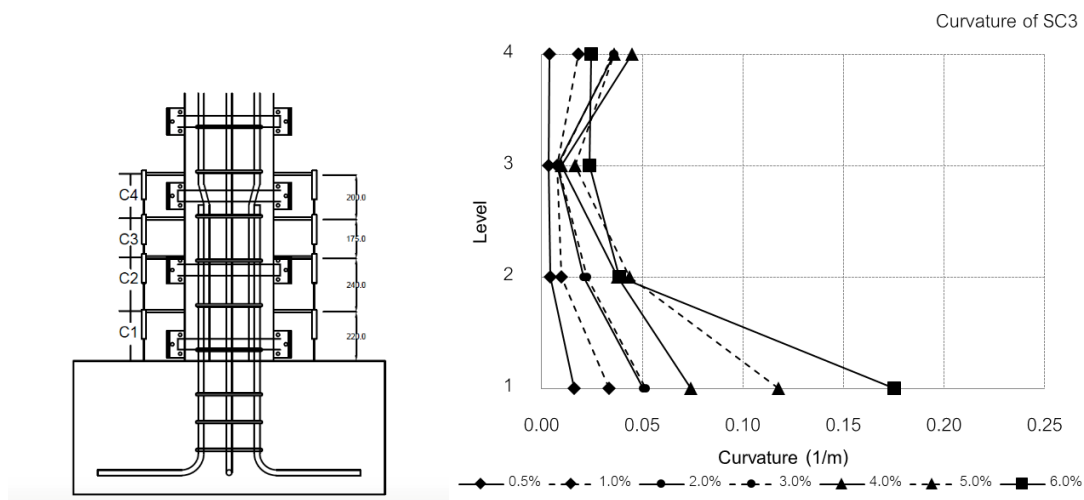 Curvature of SC3
C4
C3
C2
C1
200.0
175.0
240.0
220.0
Level
4
3
2
1
0.00 0.05 0.10 0.15 0.20 0.25
Curvature (1/m)
0.5% 1.0% 2.0% 3.0% 4.0% 5.0% 6.0%